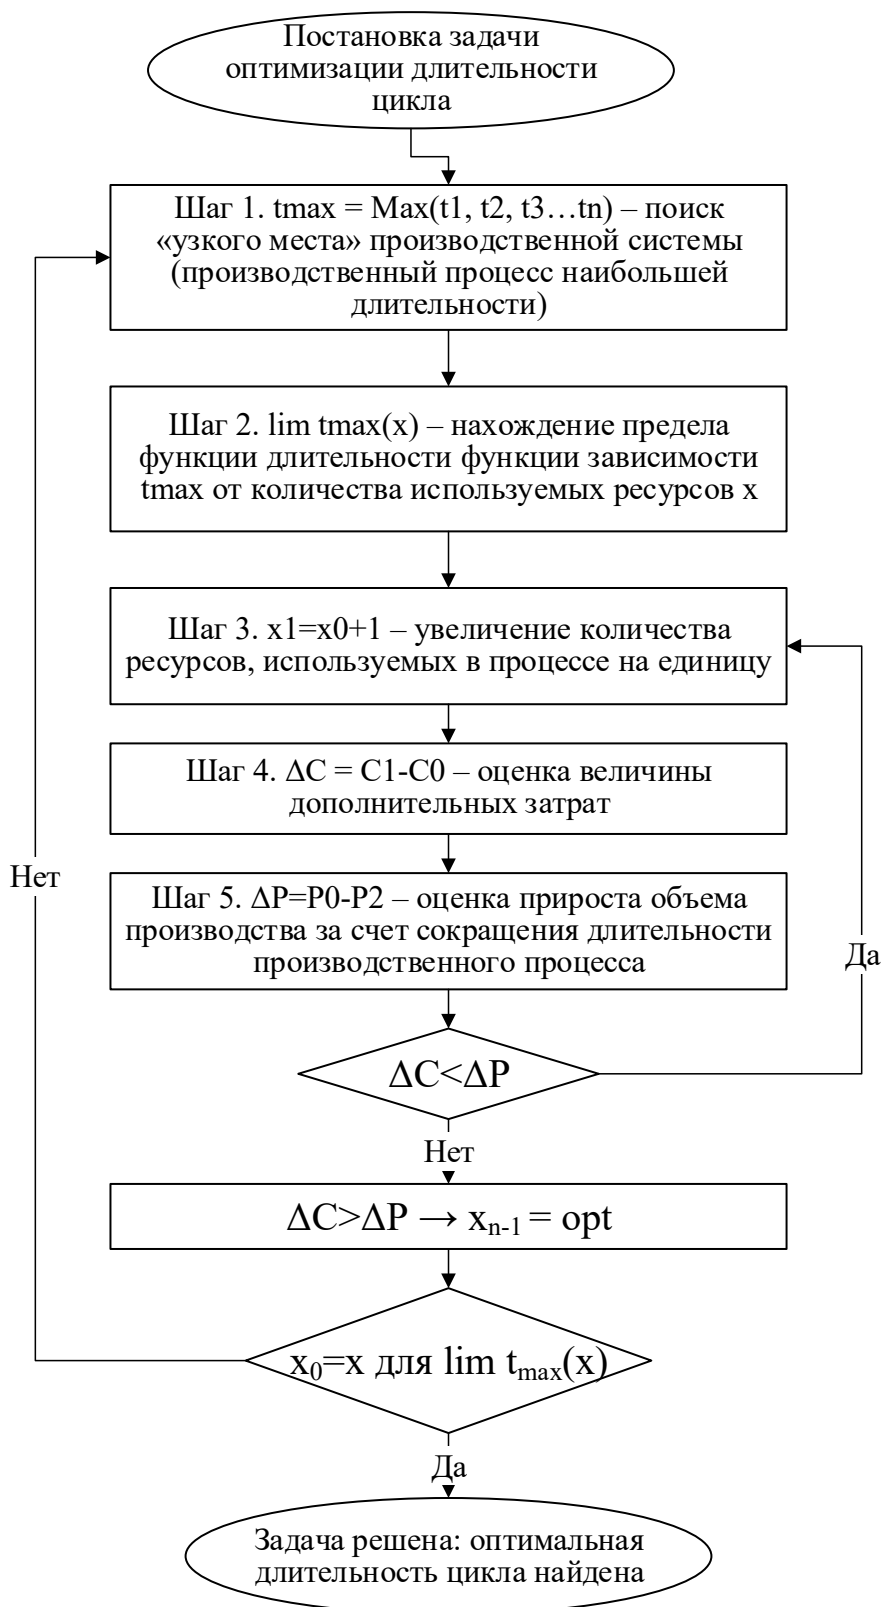 Постановка задачи
оптимизации длительности
цикла
Шаг 1. tmax = Max(t1, t2, t3…tn) – поиск
«узкого места» производственной системы
(производственный процесс наибольшей
длительности)
Шаг 2. lim tmax(x) – нахождение предела
функции длительности функции зависимости
tmax от количества используемых ресурсов x
Шаг 3. x1=x0+1 – увеличение количества
ресурсов, используемых в процессе на единицу
Шаг 4. ΔC = C1-C0 – оценка величины
дополнительных затрат
Нет
Шаг 5. ΔP=P0-P2 – оценка прироста объема
производства за счет сокращения длительности
производственного процесса
Да
ΔC<ΔP
Нет
ΔC>ΔP → xn-1 = opt
x0=x для lim tmax(x)
Да
Задача решена: оптимальная
длительность цикла найдена